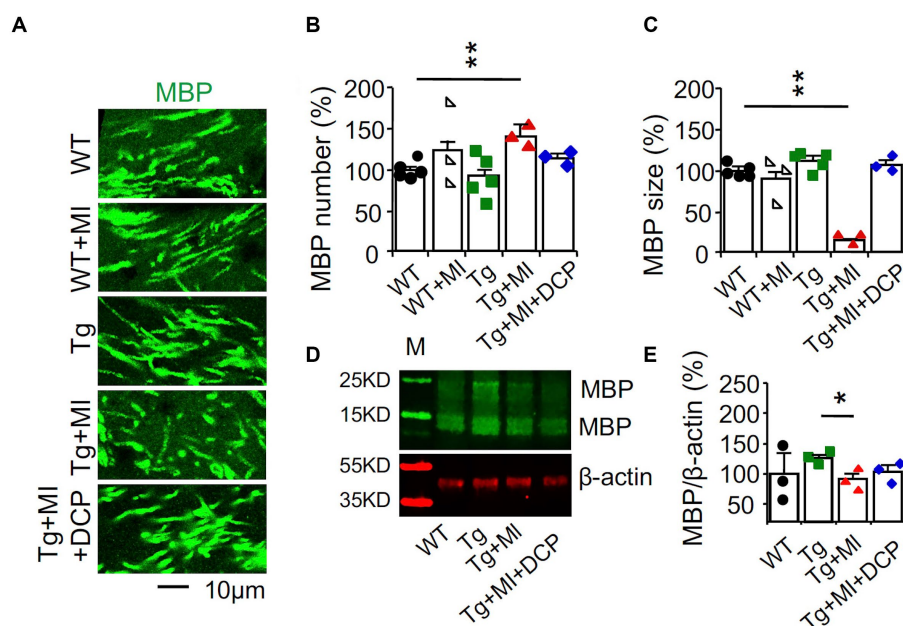 A
MBP
WT
WT+MI
Tg
Tg+MI
Tg+MI
+DCP
10µm
B
MBP number (%)
200
150
100
50
0
**
WT
WT+MI
Tg
Tg+MI
Tg+MI+DCP
C
MBP size (%)
200
150
100
50
0
**
WT
WT+MI
Tg
Tg+MI
Tg+MI+DCP
D
M
25KD
MBP
15KD
MBP
55KD
β-actin
35KD
WT
Tg
Tg+MI
Tg+MI+DCP
E
MBP/β-actin (%)
250
200
150
100
50
*
WT
Tg
Tg+MI
Tg+MI+DCP